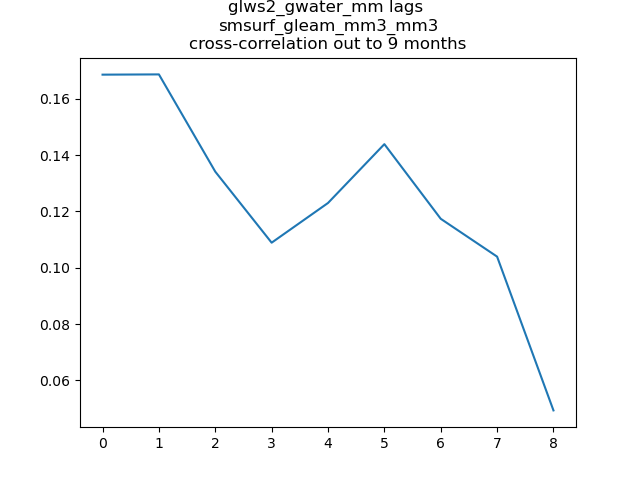 glws2_gwater_mm lags
smsurf_gleam_mm3_mm3
cross-correlation out to 9 months
0.16
0.14
0.12
0.10
0.08
0.06
0 1 2 3 4 5 6 7 8